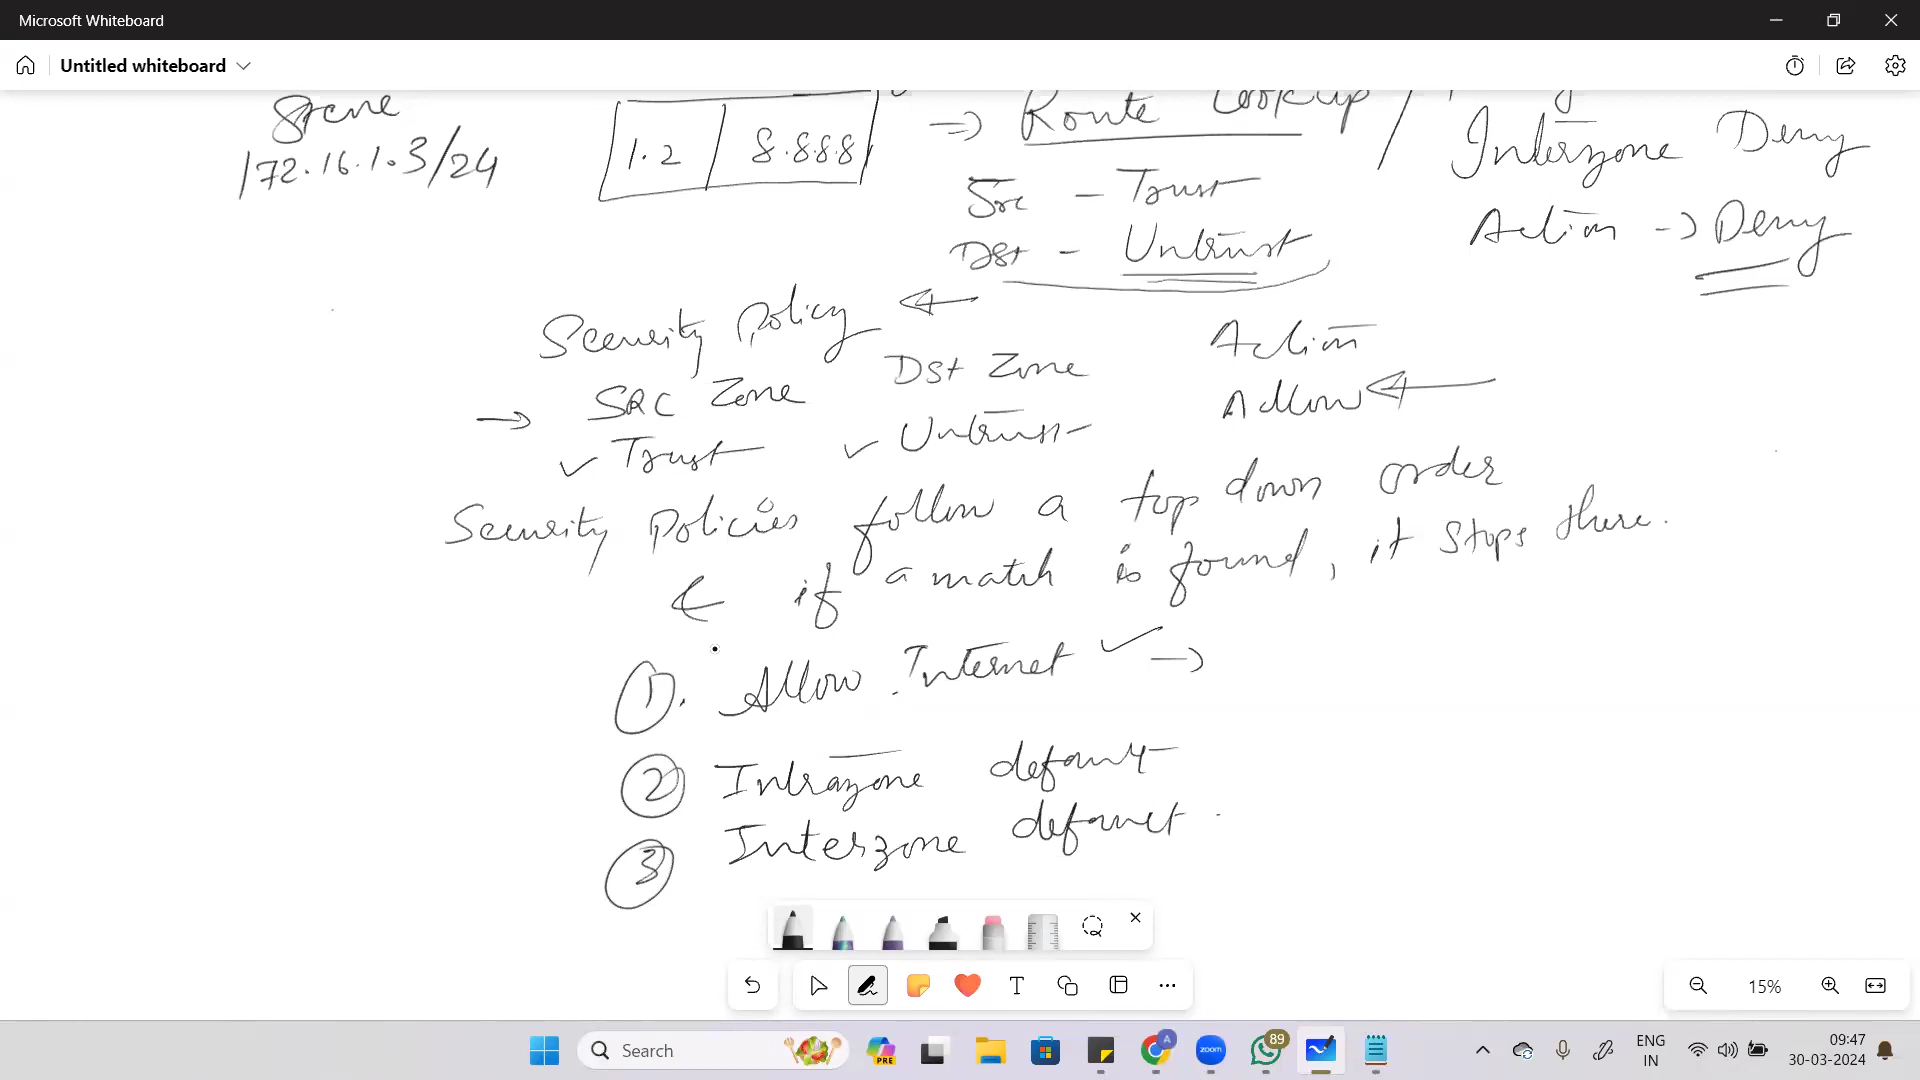 Microsoft Whiteboard
Untitled whiteboard
172.16.1.3/24
1.2 | 8.8.8.8
→ Route Lookup /
Src - Trust
Dst - Untrust
Interzone Deny
Action → Deny
Security Policy ←
→ SRC Zone Dst Zone Action
✓ Trust ✓ Untrust Allow ←
Security Policies follow a top down order
← if a match is found, it stops there.
1. Allow Internet ✓ →
2 Intrazone default
3 Interzone default
15%
Search
PRE
A
zoom
89
ENG
IN
09:47
30-03-2024